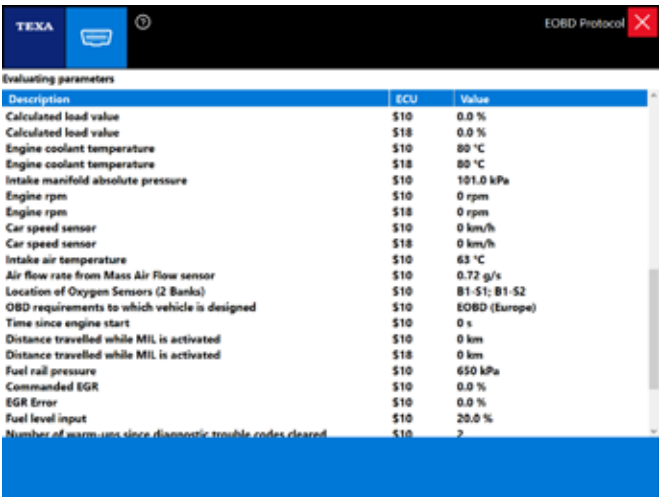 TEXA
?
EOBD Protocol
Evaluating parameters
Description ECU Value
Calculated load value $10 0.0 %
Calculated load value $18 0.0 %
Engine coolant temperature $10 80 °C
Engine coolant temperature $18 80 °C
Intake manifold absolute pressure $10 101.0 kPa
Engine rpm $10 0 rpm
Engine rpm $18 0 rpm
Car speed sensor $10 0 km/h
Car speed sensor $18 0 km/h
Intake air temperature $10 63 °C
Air flow rate from Mass Air Flow sensor $10 0.72 g/s
Location of Oxygen Sensors (2 Banks) $10 B1-S1; B1-S2
OBD requirements to which vehicle is designed $10 EOBD (Europe)
Time since engine start $10 0 s
Distance travelled while MIL is activated $10 0 km
Distance travelled while MIL is activated $18 0 km
Fuel rail pressure $10 650 kPa
Commanded EGR $10 0.0 %
EGR Error $10 0.0 %
Fuel level input $10 20.0 %
Number of warm-ups since diagnostic trouble codes cleared $10 2